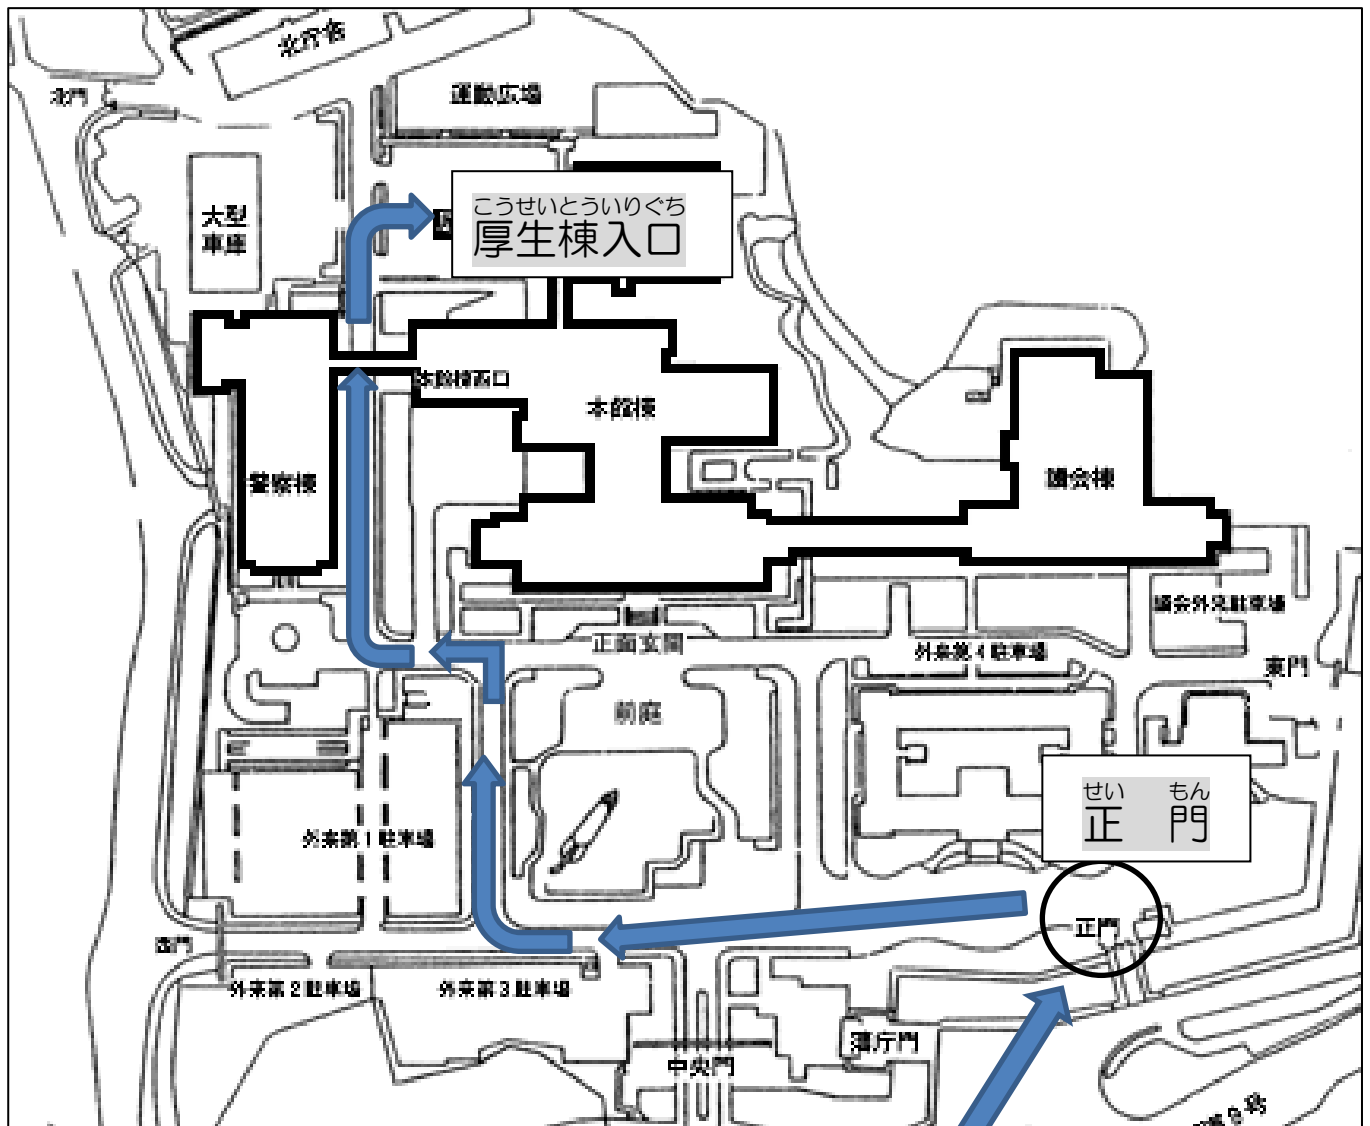 北庁舎
北門
運動広場
大型
車庫
こうせいとういりぐち
厚生棟入口
本館棟西口
本館棟
警察棟
議会棟
議会外来駐車場
正面玄関
外来第4駐車場
東門
前庭
せい もん
正 門
外来第1駐車場
正門
西門
外来第2駐車場
外来第3駐車場
藩庁門
中央門